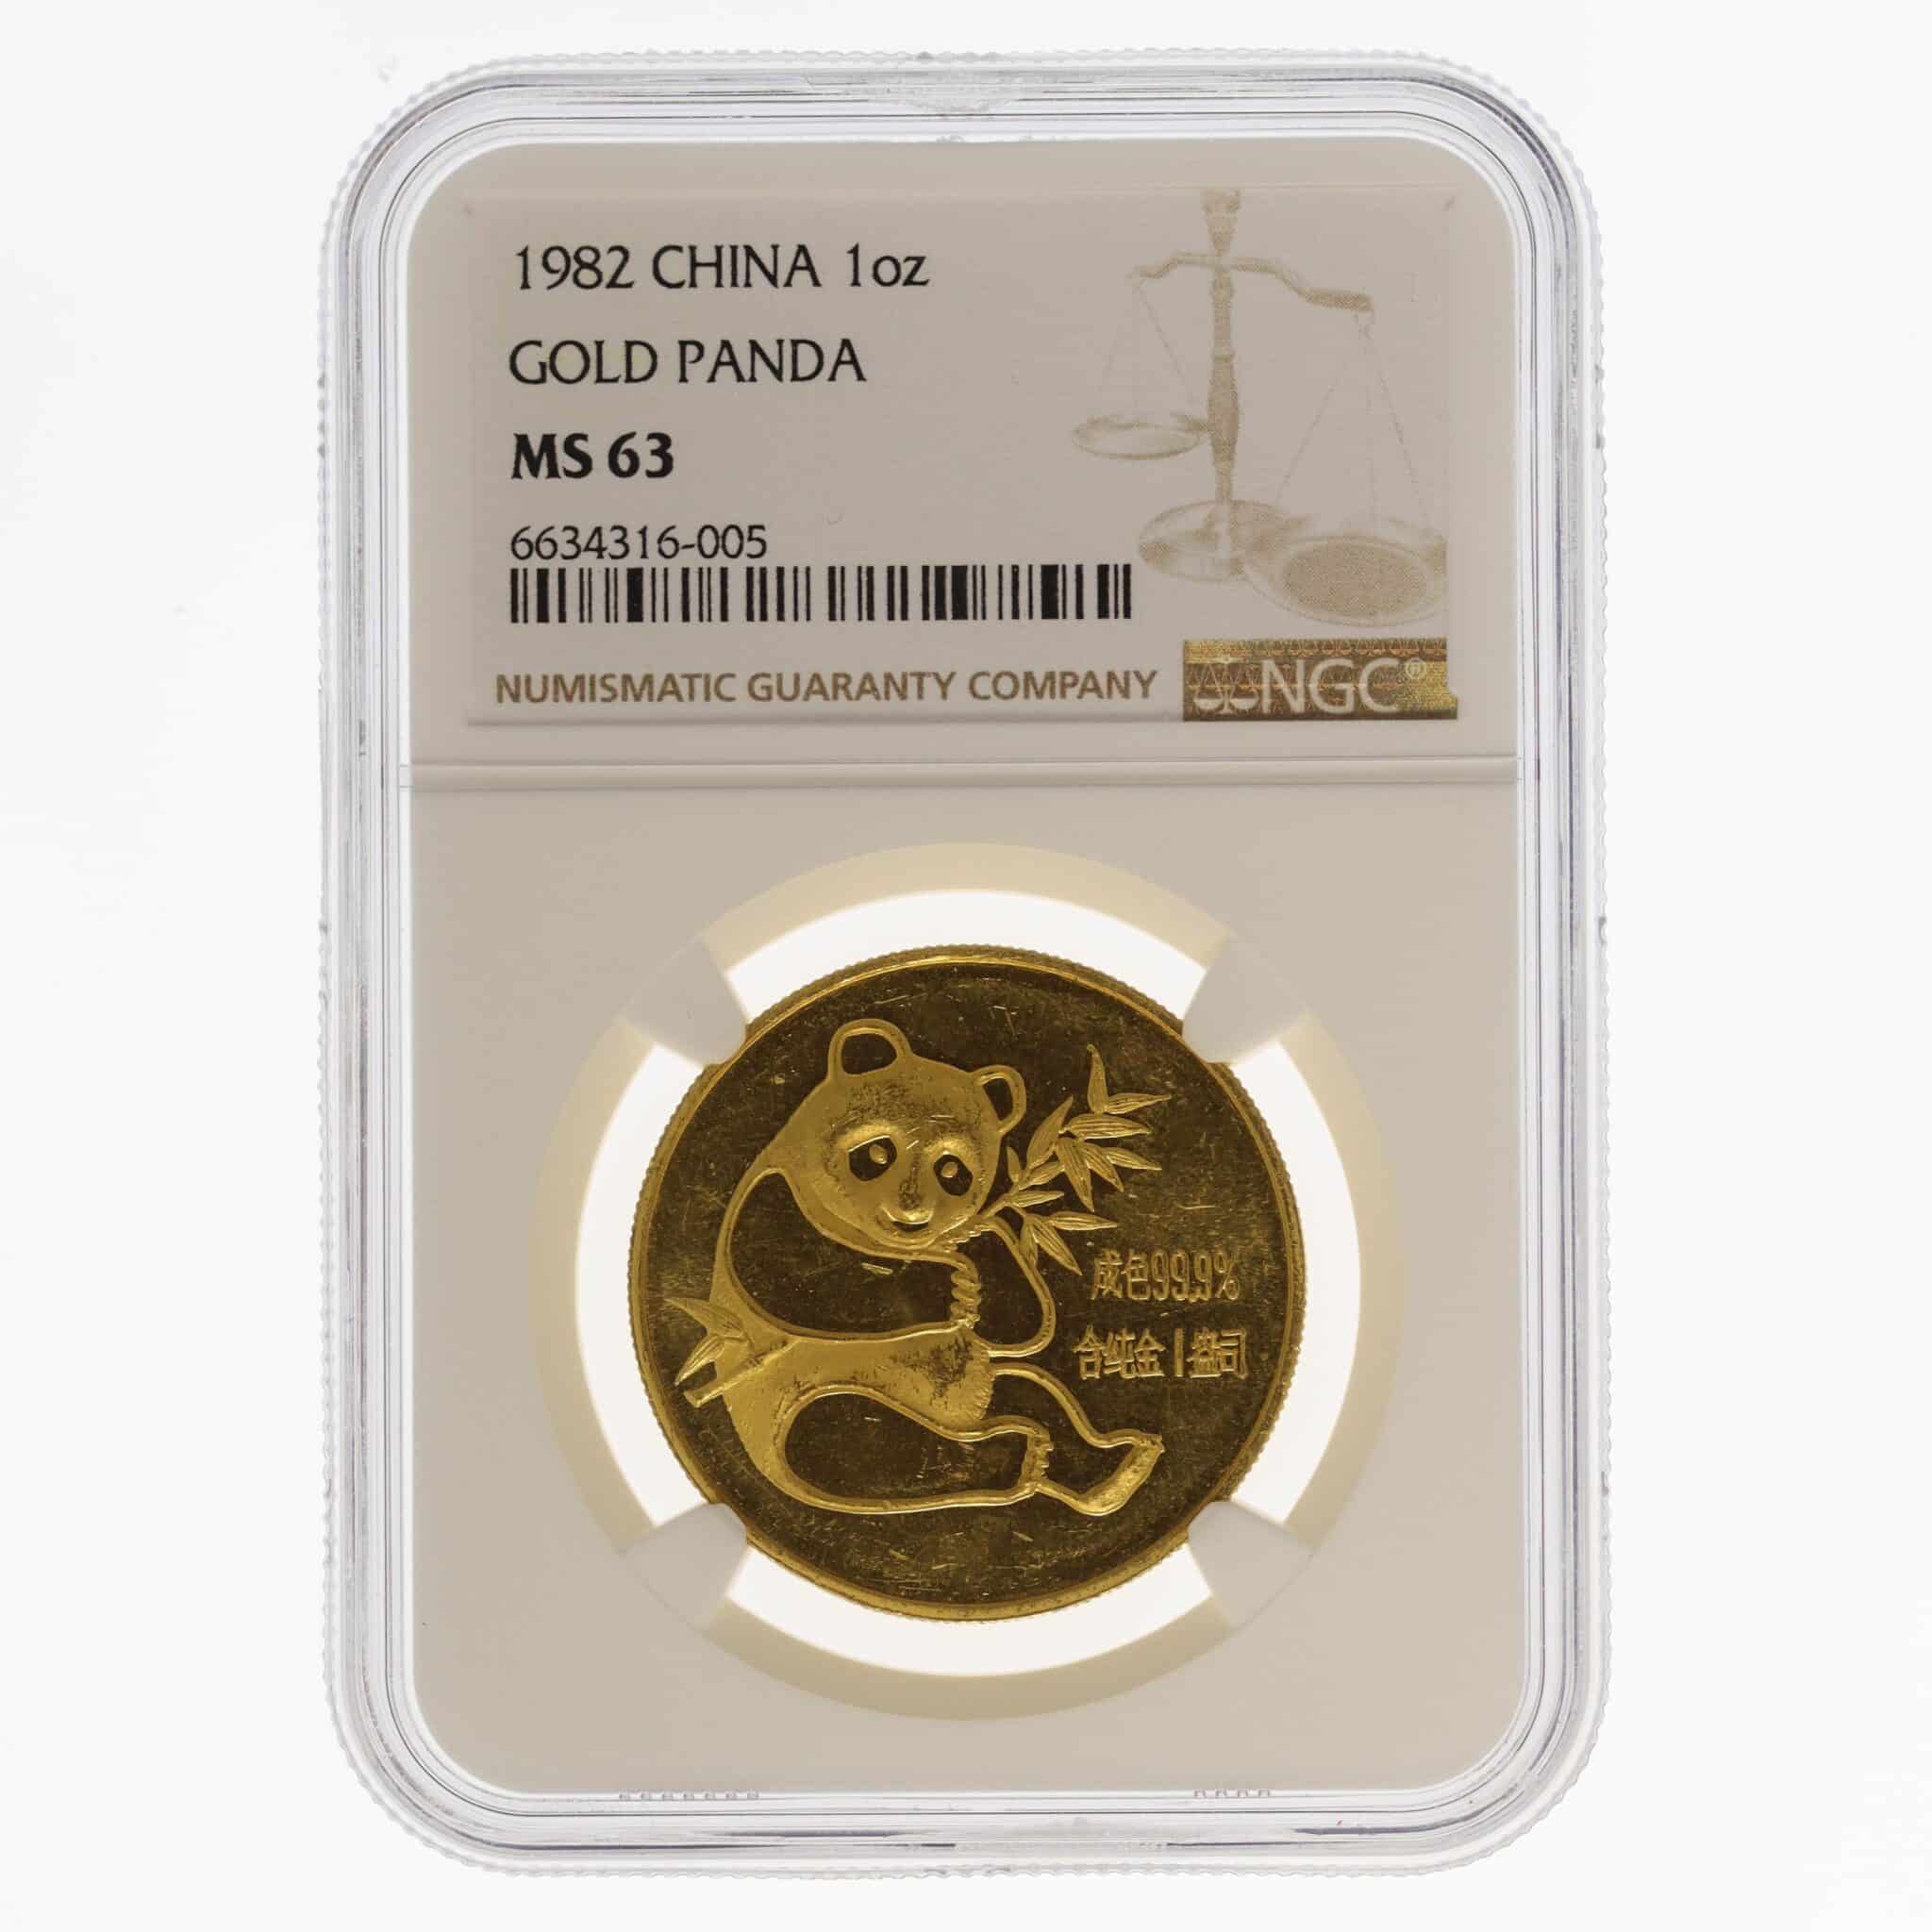 1982 CHINA 1oz
GOLD PANDA
MS 63
6634316-005
NUMISMATIC GUARANTY COMPANY
NGC®
成色99.9%
含纯金1盎司